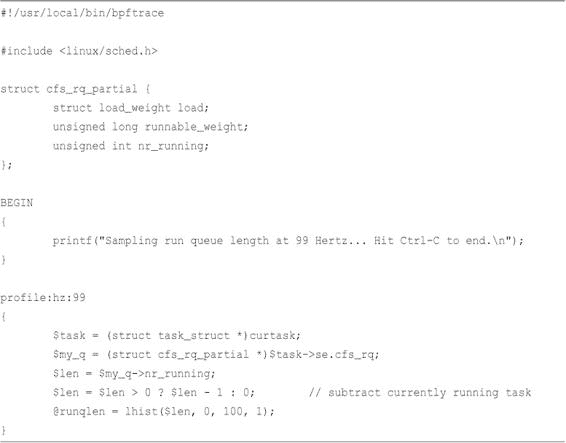 #!/usr/local/bin/bpftrace
#include <linux/sched.h>
struct cfs_rq_partial {
        struct load_weight load;
        unsigned long runnable_weight;
        unsigned int nr_running;
};
BEGIN
{
        printf("Sampling run queue length at 99 Hertz... Hit Ctrl-C to end.\n");
}
profile:hz:99
{
        $task = (struct task_struct *)curtask;
        $my_q = (struct cfs_rq_partial *)$task->se.cfs_rq;
        $len = $my_q->nr_running;
        $len = $len > 0 ? $len - 1 : 0;        // subtract currently running task
        @runqlen = lhist($len, 0, 100, 1);
}